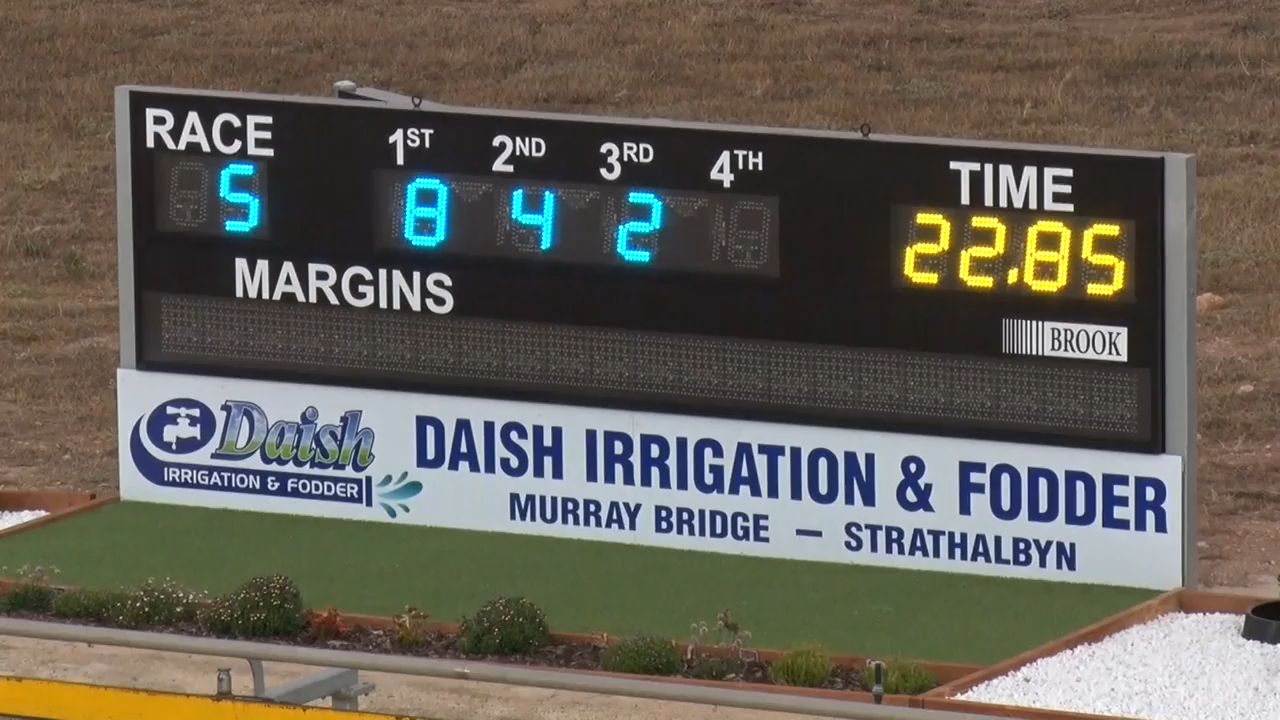 RACE 1ST 2ND 3RD 4TH TIME
5 8 4 2 22.85
MARGINS
BROOK
Daish
IRRIGATION & FODDER
DAISH IRRIGATION & FODDER
MURRAY BRIDGE — STRATHALBYN